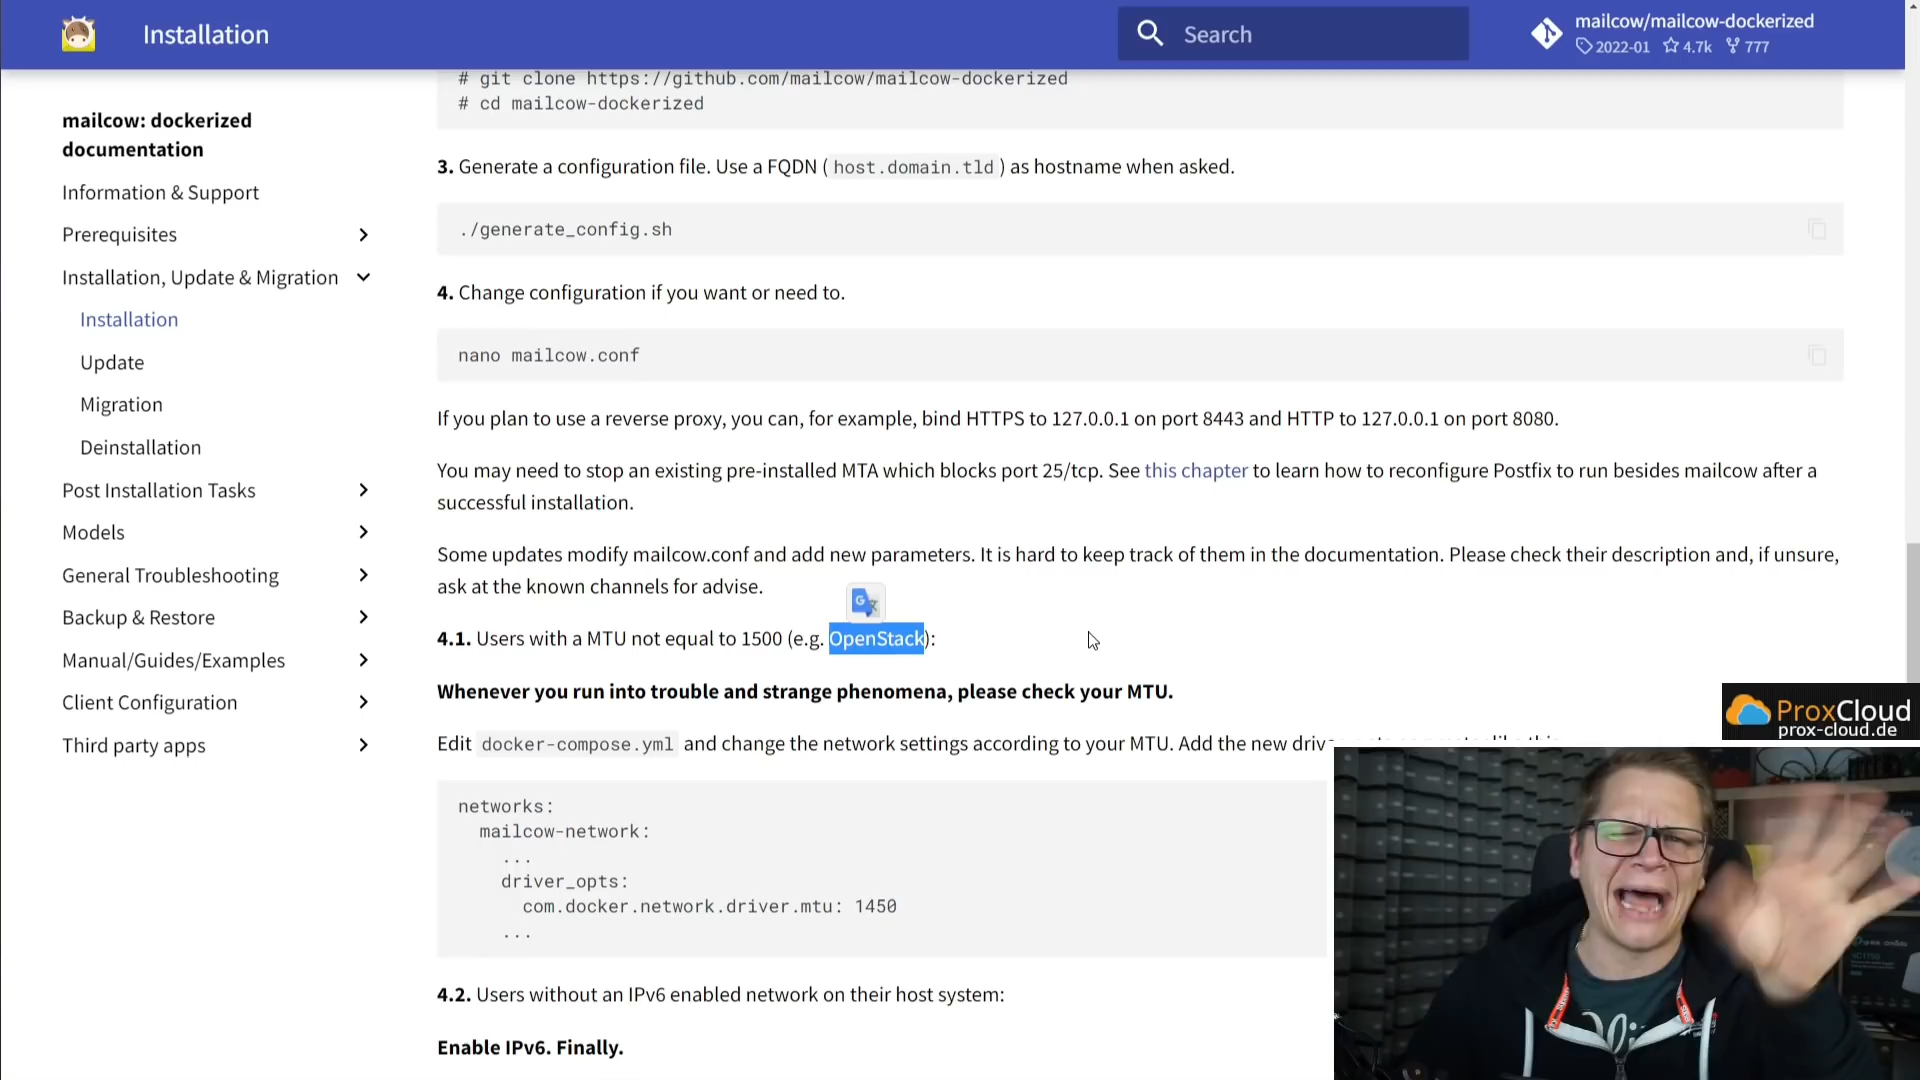 Installation
Search
mailcow/mailcow-dockerized
2022-01 4.7k 777
mailcow: dockerized
documentation
Information & Support
Prerequisites
Installation, Update & Migration
Installation
Update
Migration
Deinstallation
Post Installation Tasks
Models
General Troubleshooting
Backup & Restore
Manual/Guides/Examples
Client Configuration
Third party apps
# git clone https://github.com/mailcow/mailcow-dockerized
# cd mailcow-dockerized
3. Generate a configuration file. Use a FQDN ( host.domain.tld ) as hostname when asked.
./generate_config.sh
4. Change configuration if you want or need to.
nano mailcow.conf
If you plan to use a reverse proxy, you can, for example, bind HTTPS to 127.0.0.1 on port 8443 and HTTP to 127.0.0.1 on port 8080.
You may need to stop an existing pre-installed MTA which blocks port 25/tcp. See this chapter to learn how to reconfigure Postfix to run besides mailcow after a
successful installation.
Some updates modify mailcow.conf and add new parameters. It is hard to keep track of them in the documentation. Please check their description and, if unsure,
ask at the known channels for advise.
4.1. Users with a MTU not equal to 1500 (e.g. OpenStack):
Whenever you run into trouble and strange phenomena, please check your MTU.
Edit docker-compose.yml and change the network settings according to your MTU. Add the new
networks:
mailcow-network:
...
driver_opts:
com.docker.network.driver.mtu: 1450
...
4.2. Users without an IPv6 enabled network on their host system:
Enable IPv6. Finally.
ProxCloud
prox-cloud.de